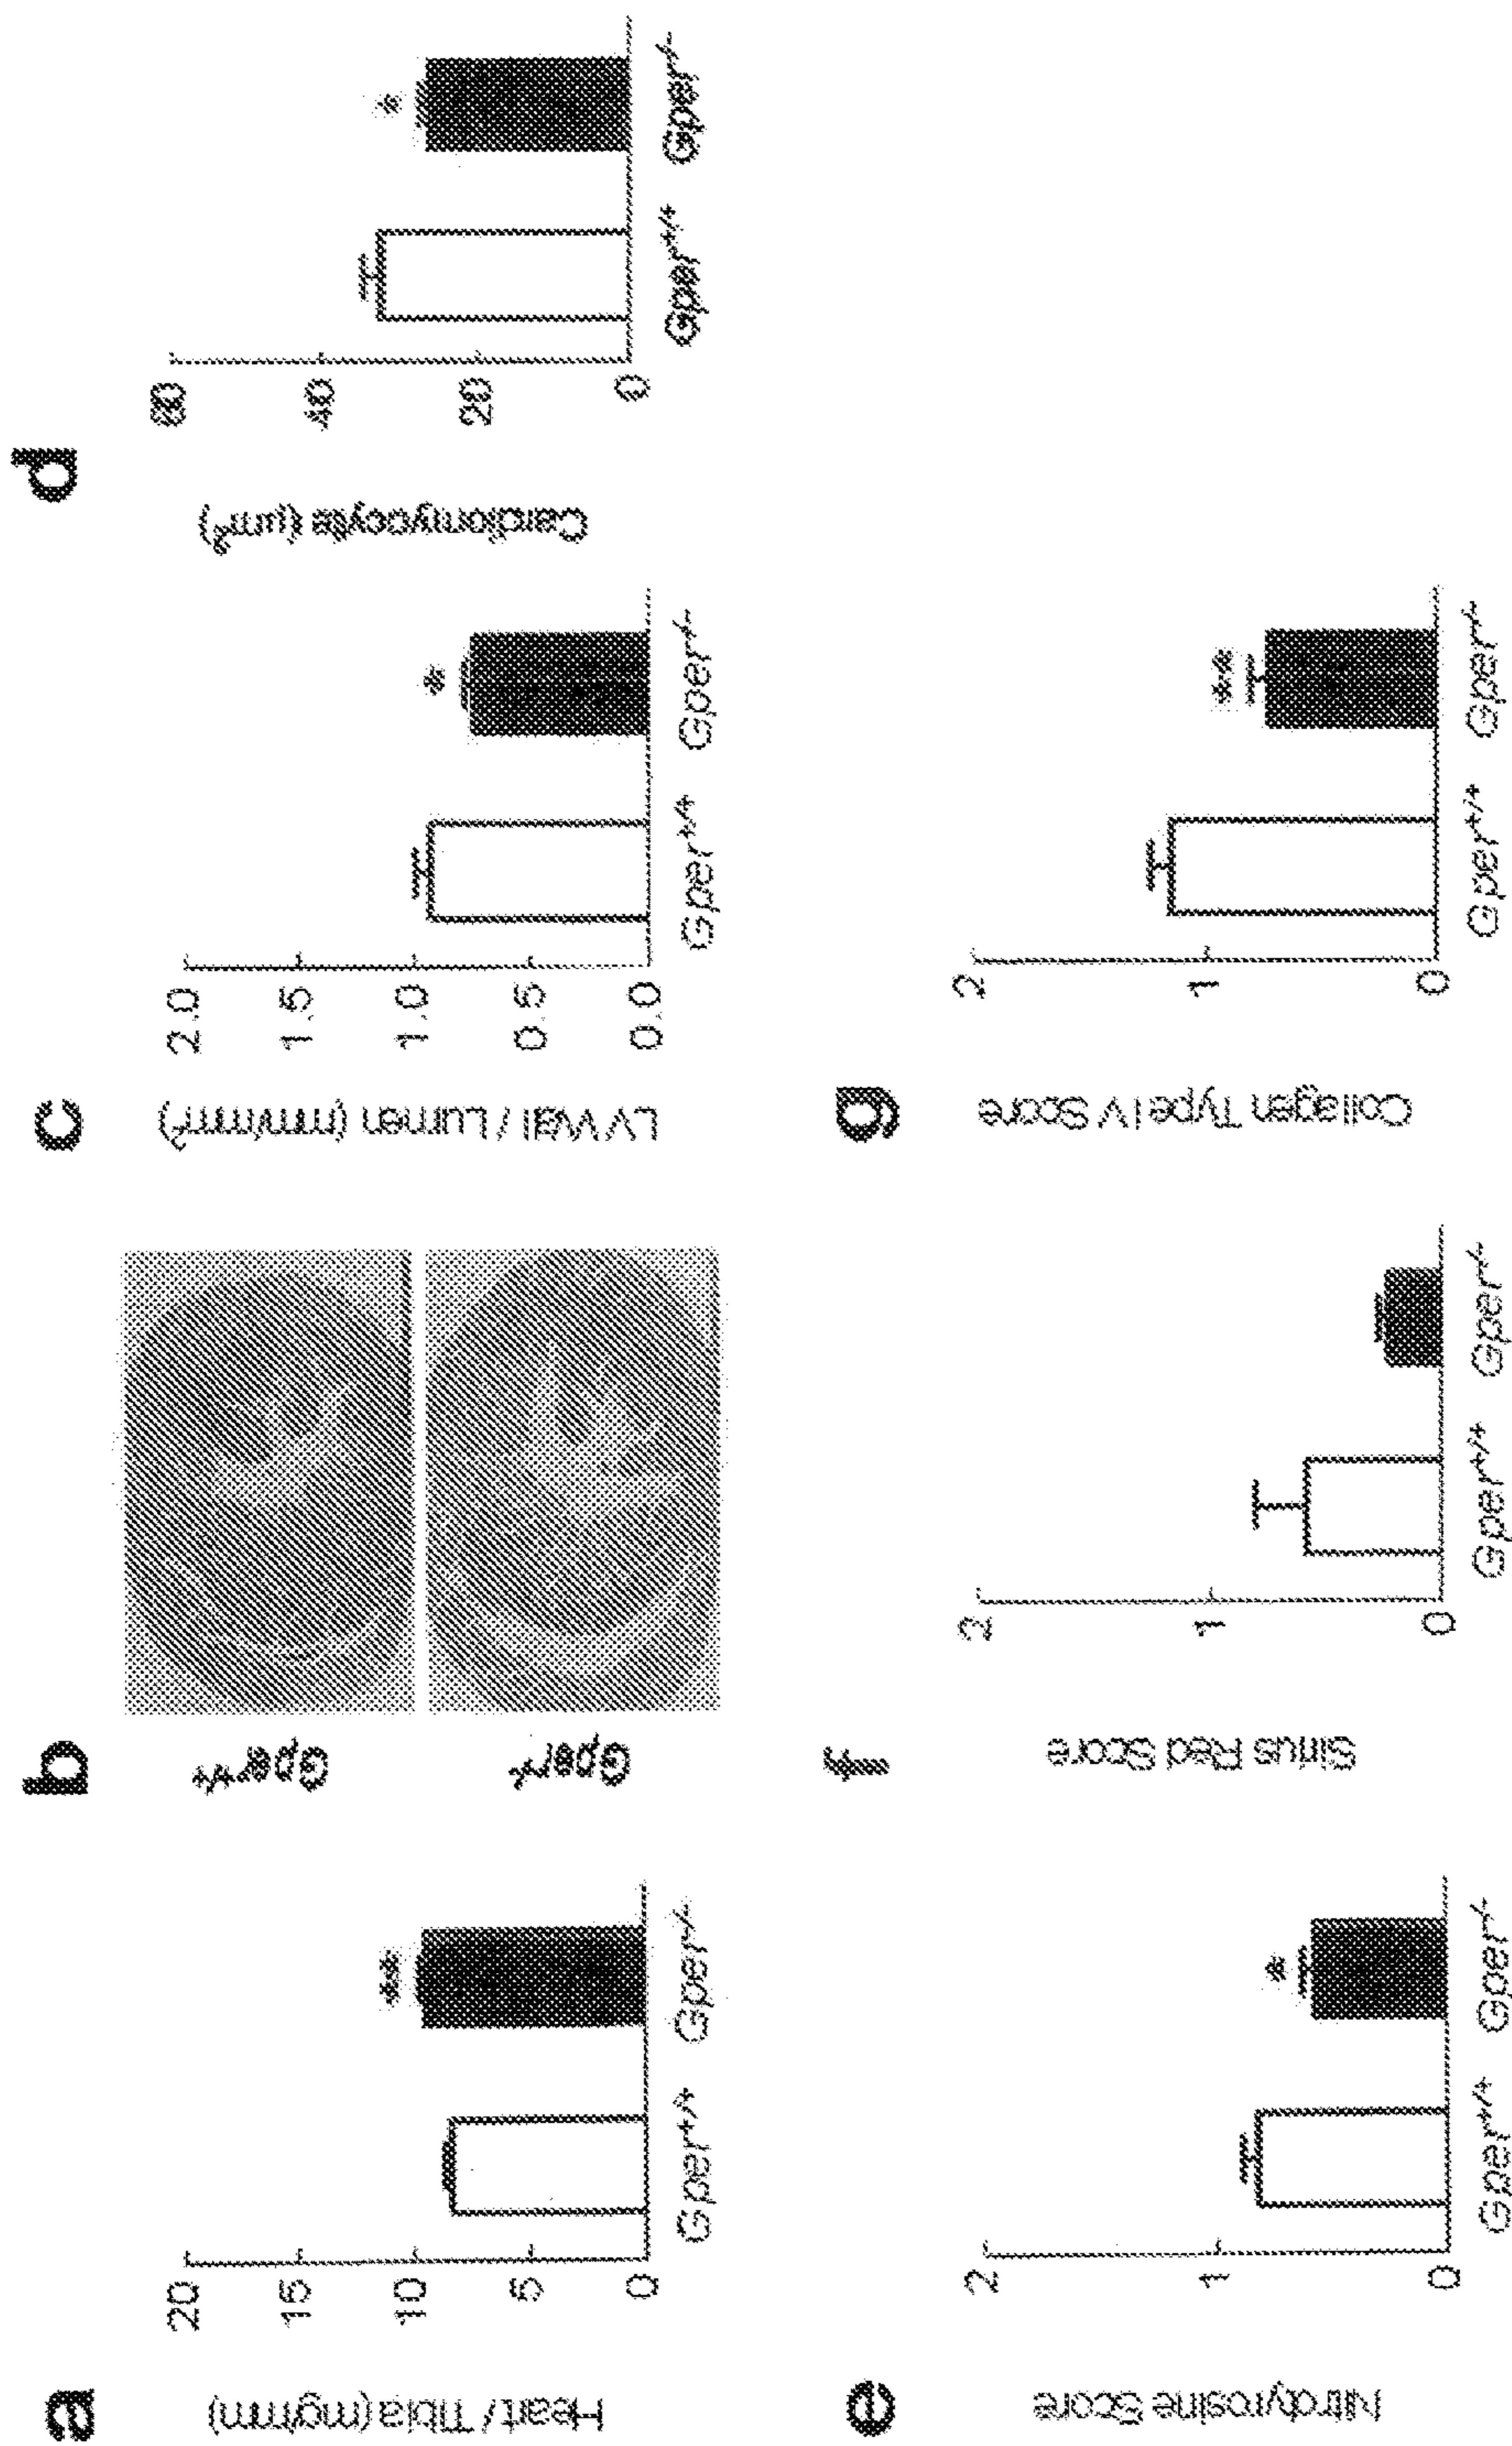 a
Heart / Tibia (mg/mm)
20
15
10
5
0
Gper+/+ Gper-/-
**
b
Gper+/+
Gper-/-
c
LV Wall / Lumen (mm/mm²)
2.0
1.5
1.0
0.5
0.0
Gper+/+ Gper-/-
*
d
Cardiomyocyte (μm²)
60
40
20
0
Gper+/+ Gper-/-
*
e
Nitrotyrosine Score
2
1
0
Gper+/+ Gper-/-
*
f
Sirius Red Score
2
1
0
Gper+/+ Gper-/-
g
Collagen Type IV Score
2
1
0
Gper+/+ Gper-/-
**